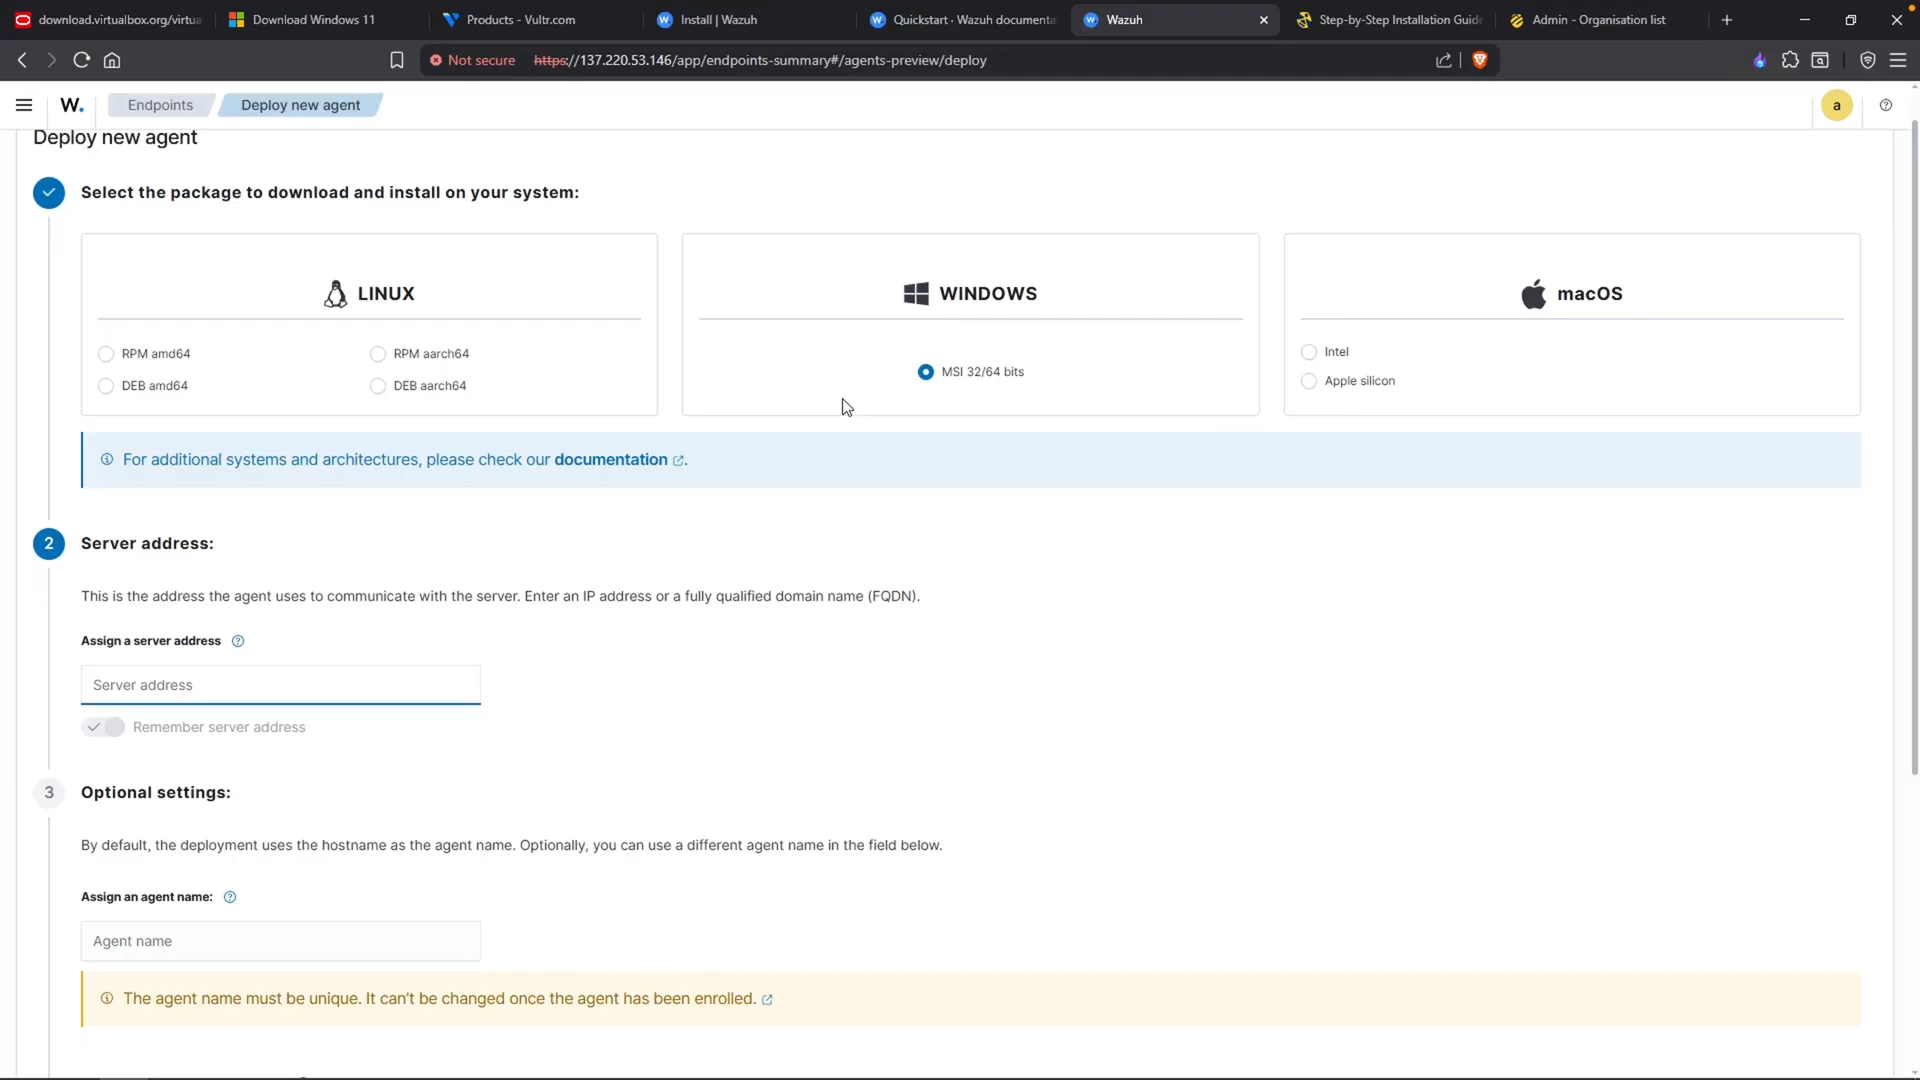 download.virtualbox.org/virtua
Download Windows 11
Products - Vultr.com
Install | Wazuh
Quickstart · Wazuh documenta
Wazuh
Step-by-Step Installation Guide
Admin - Organisation list
Not secure https://137.220.53.146/app/endpoints-summary#/agents-preview/deploy
W. Endpoints Deploy new agent a
Deploy new agent
Select the package to download and install on your system:
LINUX
RPM amd64 RPM aarch64
DEB amd64 DEB aarch64
WINDOWS
MSI 32/64 bits
macOS
Intel
Apple silicon
For additional systems and architectures, please check our documentation.
2 Server address:
This is the address the agent uses to communicate with the server. Enter an IP address or a fully qualified domain name (FQDN).
Assign a server address
Server address
Remember server address
3 Optional settings:
By default, the deployment uses the hostname as the agent name. Optionally, you can use a different agent name in the field below.
Assign an agent name:
Agent name
The agent name must be unique. It can't be changed once the agent has been enrolled.